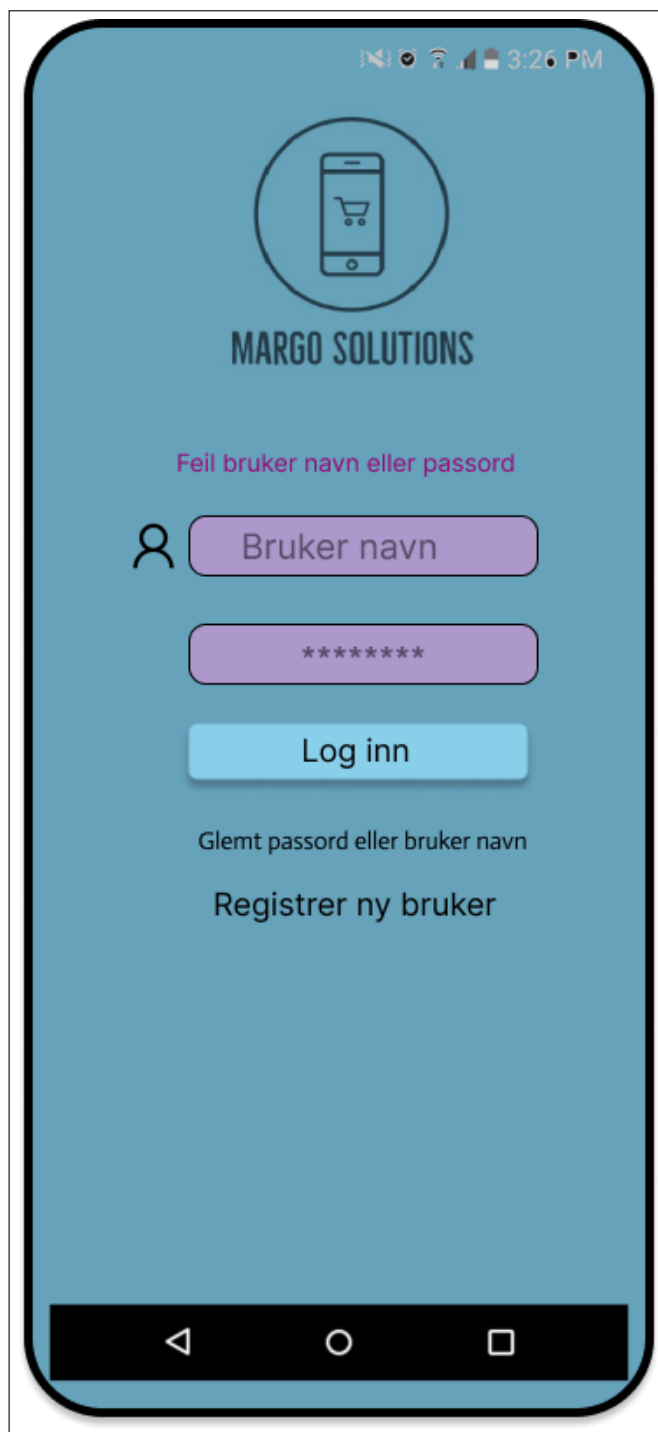 3:26 PM
MARGO SOLUTIONS
Feil bruker navn eller passord
Bruker navn
********
Log inn
Glemt passord eller bruker navn
Registrer ny bruker